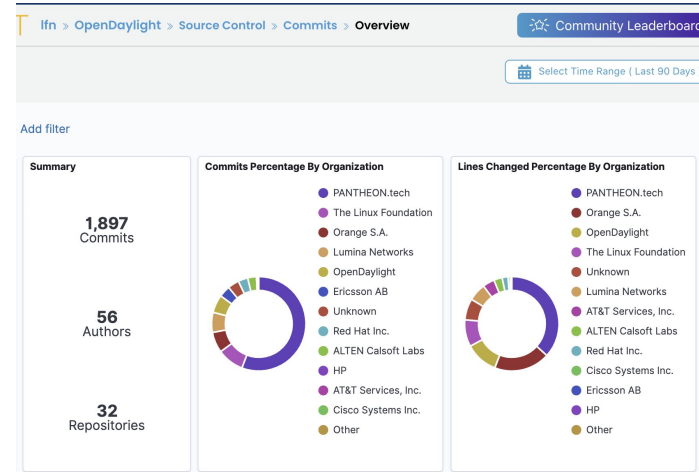 lfn » OpenDaylight » Source Control » Commits » Overview
Community Leaderboard
Select Time Range ( Last 90 Days
Add filter
Summary
1,897
Commits
56
Authors
32
Repositories
Commits Percentage By Organization
PANTHEON.tech
The Linux Foundation
Orange S.A.
Lumina Networks
OpenDaylight
Ericsson AB
Unknown
Red Hat Inc.
ALTEN Calsoft Labs
HP
AT&T Services, Inc.
Cisco Systems Inc.
Other
Lines Changed Percentage By Organization
PANTHEON.tech
Orange S.A.
OpenDaylight
The Linux Foundation
Unknown
Lumina Networks
AT&T Services, Inc.
ALTEN Calsoft Labs
Red Hat Inc.
Cisco Systems Inc.
Ericsson AB
HP
Other